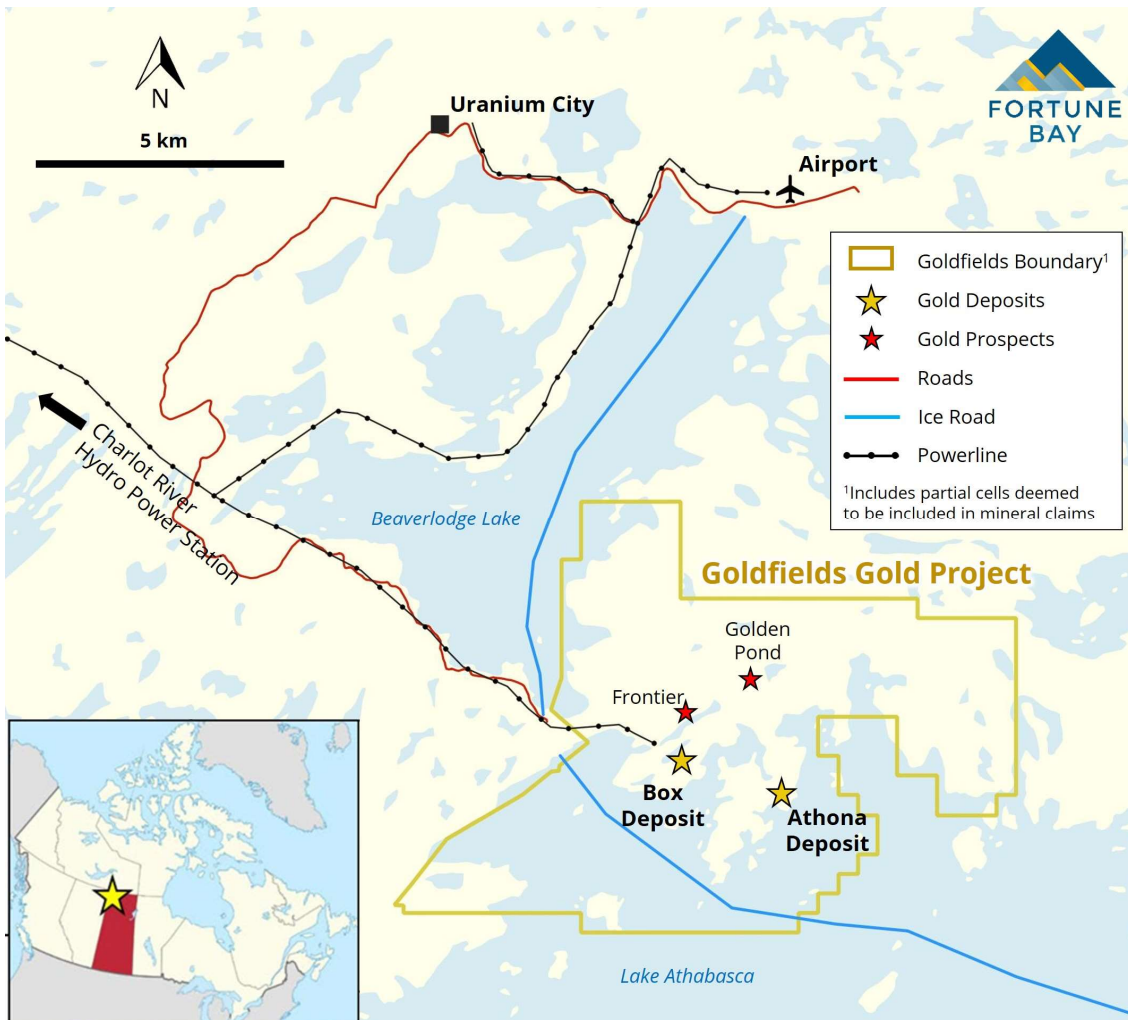 N
5 km
Uranium City
Airport
FORTUNE
BAY
Goldfields Boundary¹
Gold Deposits
Gold Prospects
Roads
Ice Road
Powerline
¹Includes partial cells deemed
to be included in mineral claims
Charlot River
Hydro Power Station
Beaverlodge Lake
Goldfields Gold Project
Golden
Pond
Frontier
Box
Deposit
Athona
Deposit
Lake Athabasca